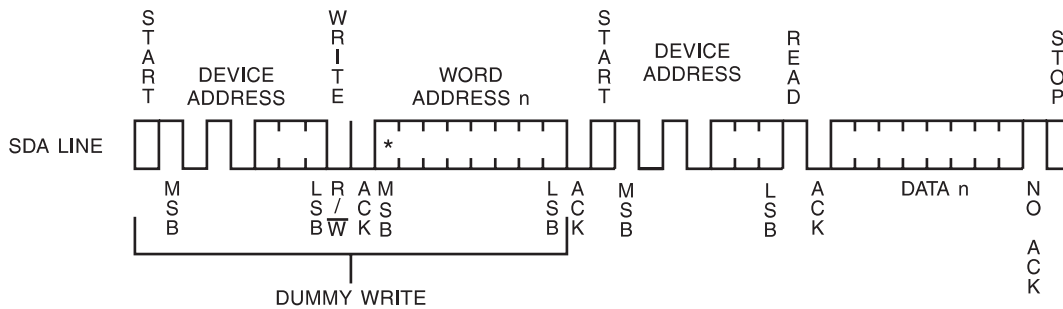 START
DEVICE
ADDRESS
WRITE
WORD
ADDRESS n
START
DEVICE
ADDRESS
READ
STOP
SDA LINE
*
MSB
LSB
R/W
ACK
MSB
LSB
ACK
MSB
LSB
ACK
DATA n
NO ACK
DUMMY WRITE